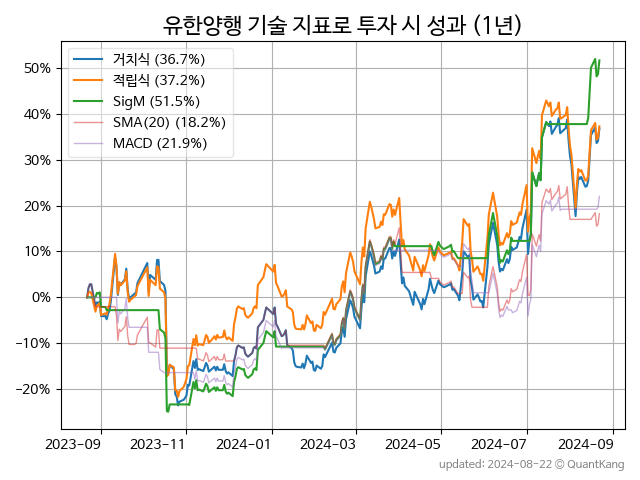 유한양행 기술 지표로 투자 시 성과 (1년)
거치식 (36.7%)
적립식 (37.2%)
SigM (51.5%)
SMA(20) (18.2%)
MACD (21.9%)
50%
40%
30%
20%
10%
0%
−10%
−20%
2023-09 2023-11 2024-01 2024-03 2024-05 2024-07 2024-09
updated: 2024-08-22 © QuantKang